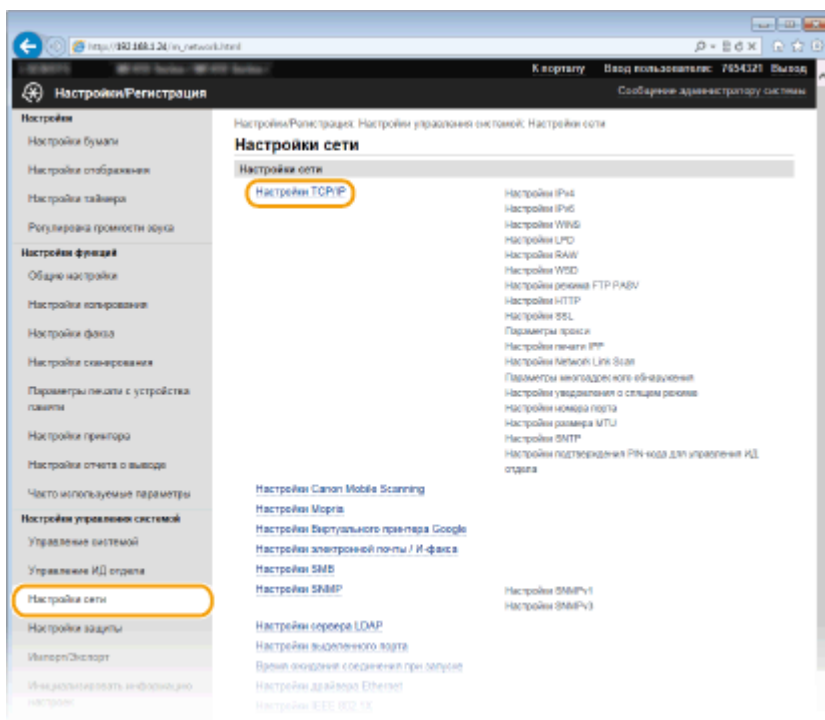 http://192.168.1.24/m_network.html
К порталу Вход пользователя: 7654321 Выход
Настройки/Регистрация
Сообщение администратору системы
Настройки
Настройки бумаги
Настройки отображения
Настройки таймера
Регулировка громкости звука
Настройки функций
Общие настройки
Настройки копирования
Настройки факса
Настройки сканирования
Параметры печати с устройства
памяти
Настройки принтера
Настройки отчета о выводе
Часто используемые параметры
Настройки управления системой
Управление системой
Управление ИД отдела
Настройки сети
Настройки защиты
Импорт/Экспорт
Инициализировать информацию
настроек
Настройки/Регистрация: Настройки управления системой: Настройки сети
Настройки сети
Настройки сети
Настройки TCP/IP
Настройки IPv4
Настройки IPv6
Настройки WINS
Настройки LPD
Настройки RAW
Настройки WSD
Настройки режима FTP PASV
Настройки HTTP
Настройки SSL
Параметры прокси
Настройки печати IPP
Настройки Network Link Scan
Параметры многоадресного обнаружения
Настройки уведомления о спящем режиме
Настройки номера порта
Настройки размера MTU
Настройки SNTP
Настройки подтверждения PIN-кода для управления ИД
отдела
Настройки Canon Mobile Scanning
Настройки Mopria
Настройки Виртуального принтера Google
Настройки электронной почты / И-факса
Настройки SMB
Настройки SNMP
Настройки SNMPv1
Настройки SNMPv3
Настройки сервера LDAP
Настройки выделенного порта
Время ожидания соединения при запуске
Настройки драйвера Ethernet
Настройки IEEE 802.1X